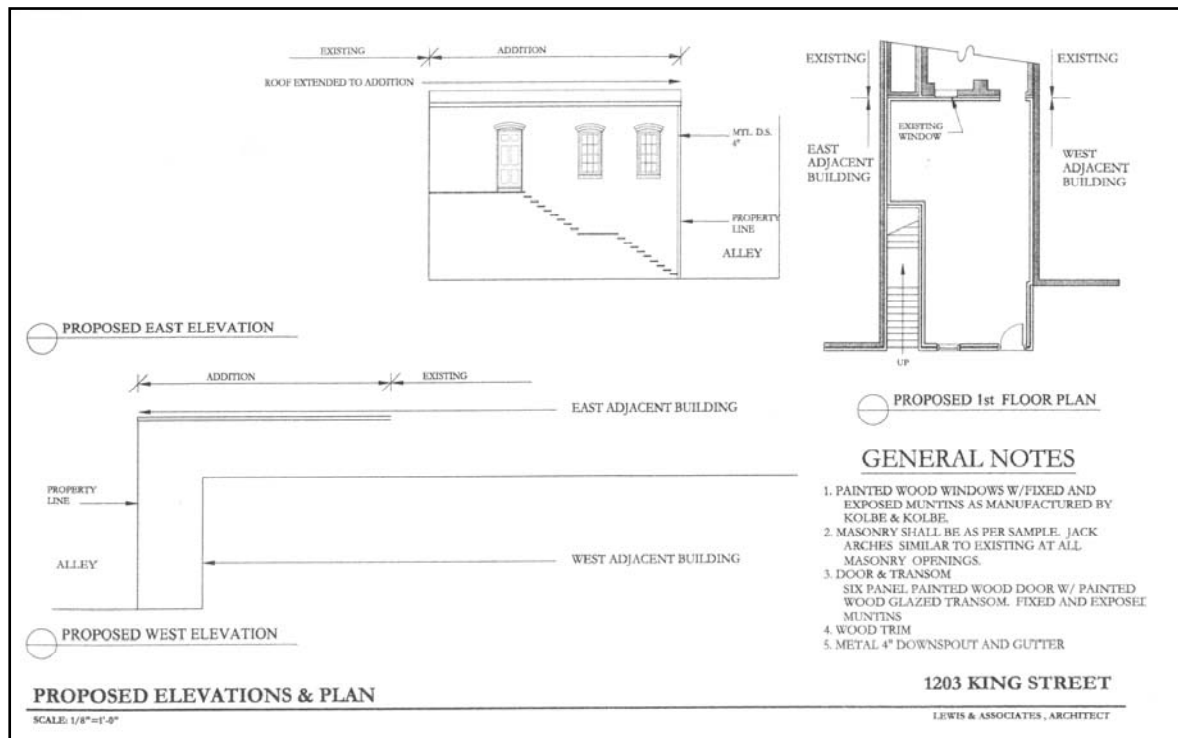 EXISTING
ADDITION
ROOF EXTENDED TO ADDITION
MTL. D.S.
4"
PROPERTY
LINE
ALLEY
PROPOSED EAST ELEVATION
EXISTING
EXISTING
EXISTING
WINDOW
EAST
ADJACENT
BUILDING
WEST
ADJACENT
BUILDING
UP
PROPOSED 1st FLOOR PLAN
ADDITION
EXISTING
EAST ADJACENT BUILDING
PROPERTY
LINE
ALLEY
WEST ADJACENT BUILDING
PROPOSED WEST ELEVATION
GENERAL NOTES
1. PAINTED WOOD WINDOWS W/FIXED AND
EXPOSED MUNTINS AS MANUFACTURED BY
KOLBE & KOLBE.
2. MASONRY SHALL BE AS PER SAMPLE. JACK
ARCHES SIMILAR TO EXISTING AT ALL
MASONRY OPENINGS.
3. DOOR & TRANSOM
SIX PANEL PAINTED WOOD DOOR W/ PAINTED
WOOD GLAZED TRANSOM. FIXED AND EXPOSED
MUNTINS
4. WOOD TRIM
5. METAL 4" DOWNSPOUT AND GUTTER
PROPOSED ELEVATIONS & PLAN
1203 KING STREET
SCALE: 1/8"=1'-0"
LEWIS & ASSOCIATES, ARCHITECT